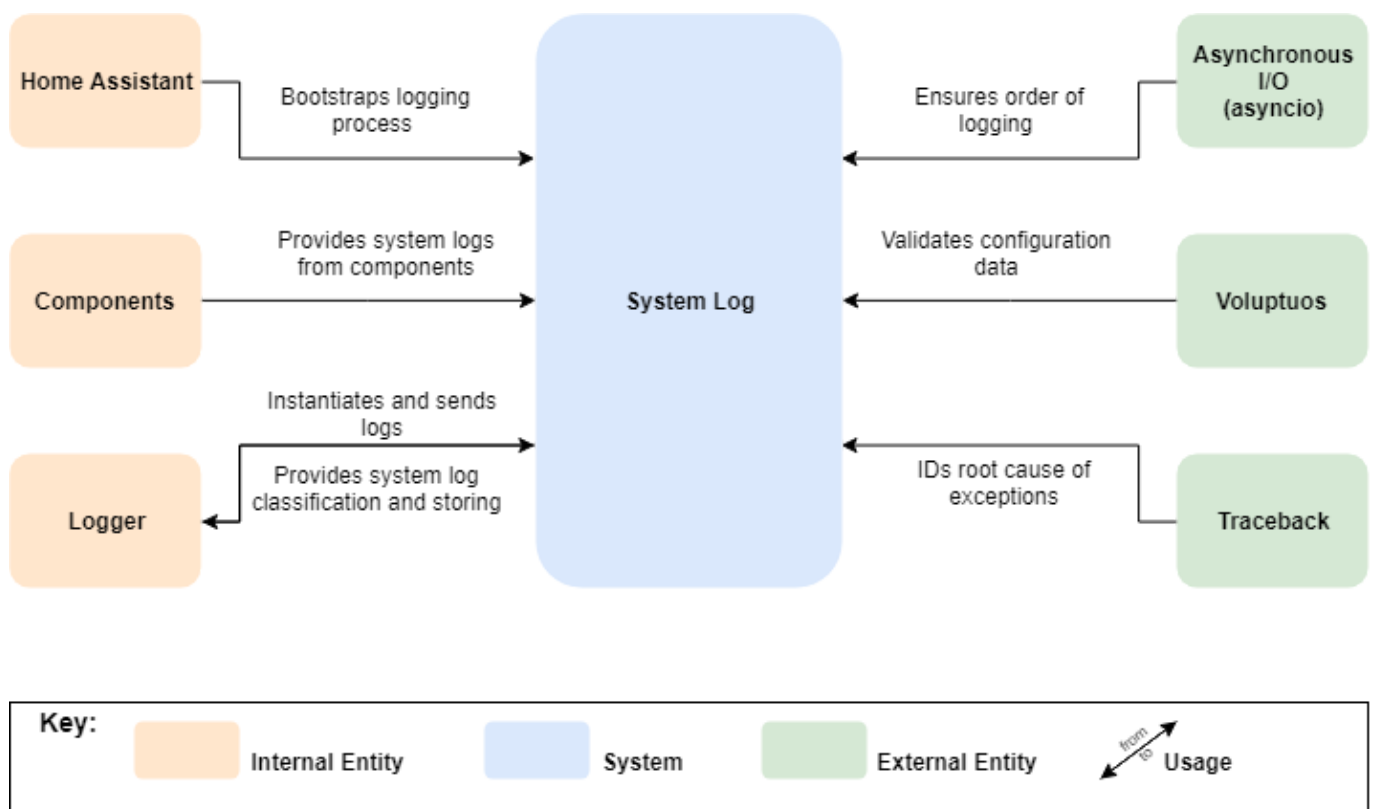 Home Assistant
Bootstraps logging
process
Ensures order of
logging
Asynchronous
I/O
(asyncio)
Components
Provides system logs
from components
System Log
Validates configuration
data
Voluptuos
Logger
Instantiates and sends
logs
Provides system log
classification and storing
IDs root cause of
exceptions
Traceback
Key:
Internal Entity
System
External Entity
from
to
Usage